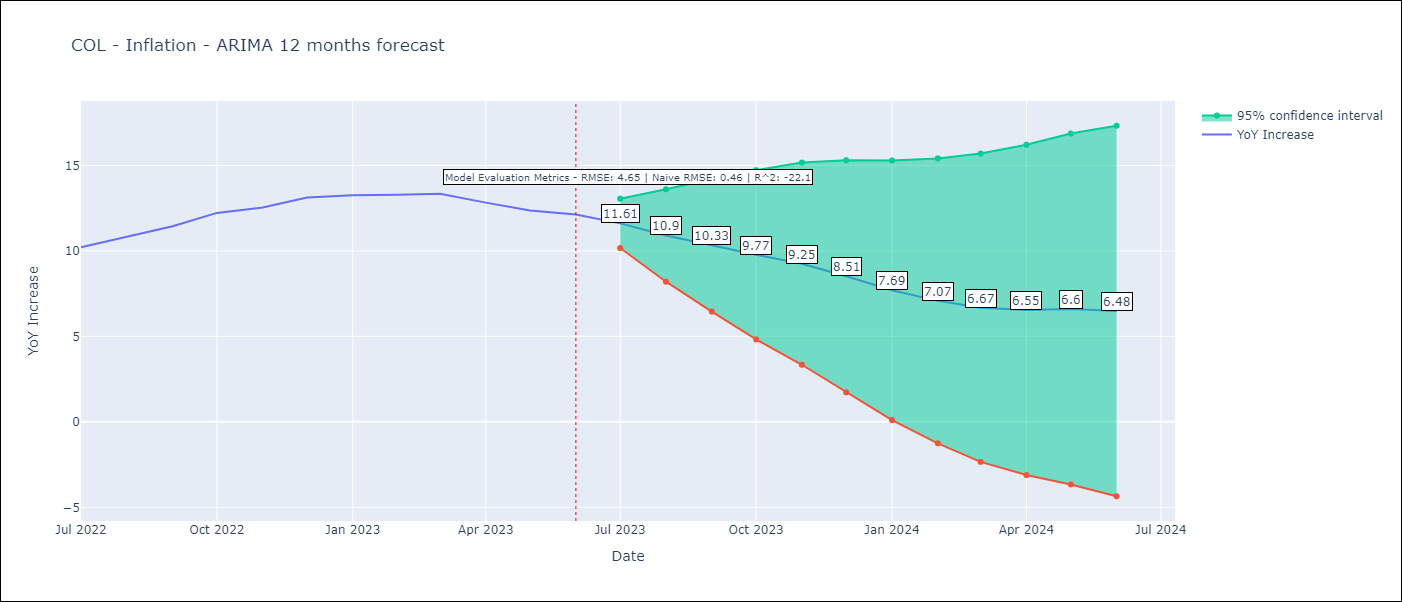 COL - Inflation - ARIMA 12 months forecast
95% confidence interval
YoY Increase
Model Evaluation Metrics - RMSE: 4.65 | Naive RMSE: 0.46 | R^2: -22.1
11.61
10.9
10.33
9.77
9.25
8.51
7.69
7.07
6.67
6.55
6.6
6.48
15
10
5
0
−5
YoY Increase
Jul 2022
Oct 2022
Jan 2023
Apr 2023
Jul 2023
Oct 2023
Jan 2024
Apr 2024
Jul 2024
Date